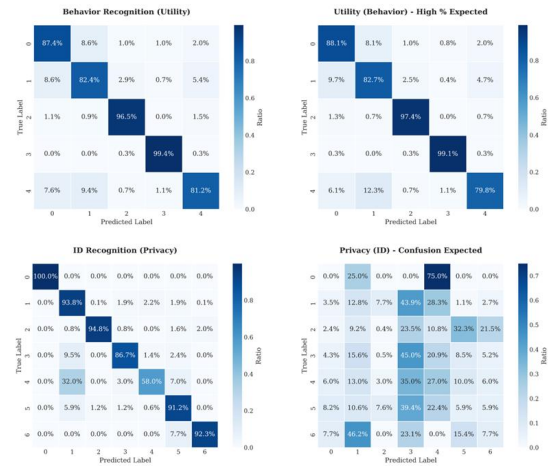 Behavior Recognition (Utility)
0 87.4% 8.6% 1.0% 1.0% 2.0%
1 8.6% 82.4% 2.9% 0.7% 5.4%
2 1.1% 0.9% 96.5% 0.0% 1.5%
3 0.0% 0.0% 0.3% 99.4% 0.3%
4 7.6% 9.4% 0.7% 1.1% 81.2%
0 1 2 3 4
Predicted Label
True Label
0.8
0.6
0.4
0.2
0.0
Ratio
Utility (Behavior) - High % Expected
0 88.1% 8.1% 1.0% 0.8% 2.0%
1 9.7% 82.7% 2.5% 0.4% 4.7%
2 1.3% 0.7% 97.4% 0.0% 0.7%
3 0.0% 0.0% 0.3% 99.1% 0.3%
4 6.1% 12.3% 0.7% 1.1% 79.8%
0 1 2 3 4
Predicted Label
True Label
0.8
0.6
0.4
0.2
0.0
Ratio
ID Recognition (Privacy)
0 100.0% 0.0% 0.0% 0.0% 0.0% 0.0% 0.0%
1 0.0% 93.8% 0.1% 1.9% 2.2% 1.9% 0.1%
2 0.0% 0.8% 94.8% 0.8% 0.0% 1.6% 2.0%
3 0.0% 9.5% 0.0% 86.7% 1.4% 2.4% 0.0%
4 0.0% 32.0% 0.0% 3.0% 58.0% 7.0% 0.0%
5 0.0% 5.9% 1.2% 1.2% 0.6% 91.2% 0.0%
6 0.0% 0.0% 0.0% 0.0% 0.0% 7.7% 92.3%
0 1 2 3 4 5 6
Predicted Label
True Label
0.8
0.6
0.4
0.2
0.0
Ratio
Privacy (ID) - Confusion Expected
0 0.0% 25.0% 0.0% 0.0% 75.0% 0.0% 0.0%
1 3.5% 12.8% 7.7% 43.9% 28.3% 1.1% 2.7%
2 2.4% 9.2% 0.4% 23.5% 10.8% 32.3% 21.5%
3 4.3% 15.6% 0.5% 45.0% 20.9% 8.5% 5.2%
4 6.0% 13.0% 3.0% 35.0% 27.0% 10.0% 6.0%
5 8.2% 10.6% 7.6% 39.4% 22.4% 5.9% 5.9%
6 7.7% 46.2% 0.0% 23.1% 0.0% 15.4% 7.7%
0 1 2 3 4 5 6
Predicted Label
True Label
0.7
0.6
0.5
0.4
0.3
0.2
0.1
0.0
Ratio